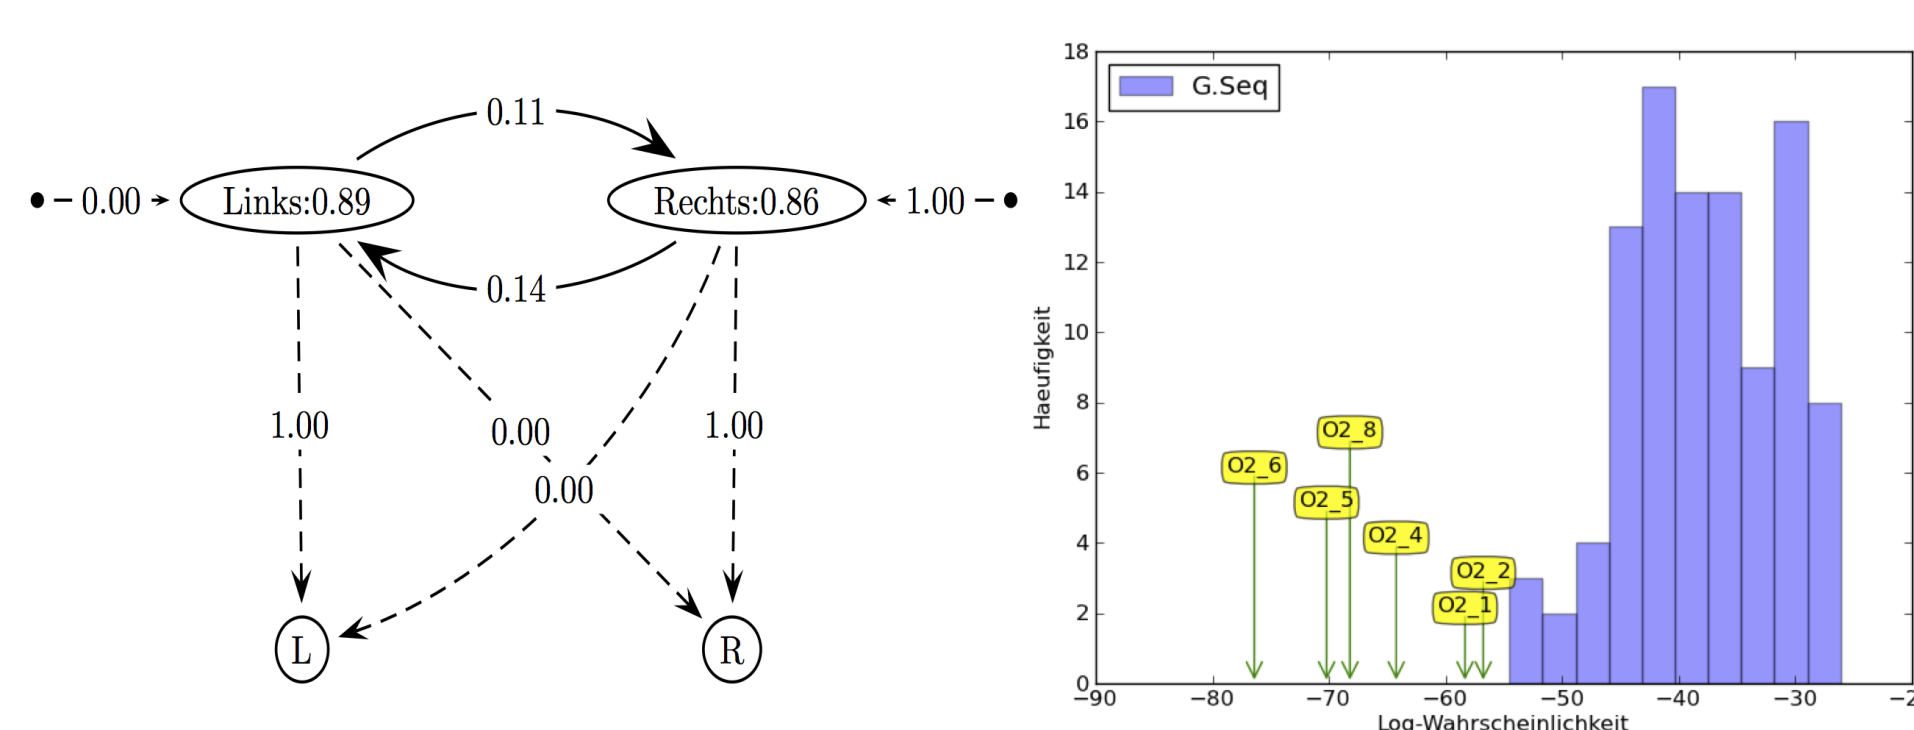 0.11
0.00
Links:0.89
Rechts:0.86
1.00
0.14
1.00
0.00
1.00
0.00
L
R
18
16
14
12
10
8
6
4
2
0
Haeufigkeit
G.Seq
O2_8
O2_6
O2_5
O2_4
O2_2
O2_1
−90
−80
−70
−60
−50
−40
−30
Log-Wahrscheinlichkeit